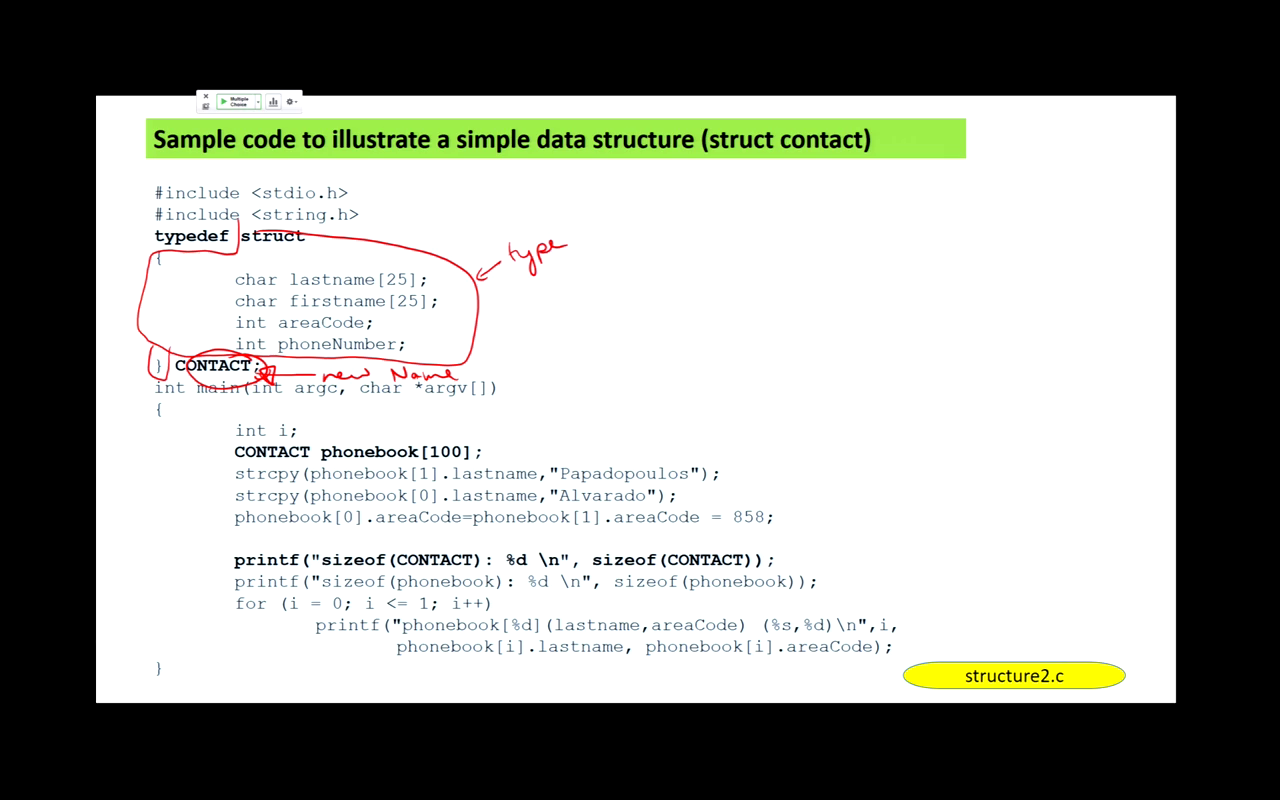 Multiple
Choice
Sample code to illustrate a simple data structure (struct contact)
#include <stdio.h>
#include <string.h>
typedef struct
{
char lastname[25];
char firstname[25];
int areaCode;
int phoneNumber;
} CONTACT;
type
new Name
int main(int argc, char *argv[])
{
int i;
CONTACT phonebook[100];
strcpy(phonebook[1].lastname,"Papadopoulos");
strcpy(phonebook[0].lastname,"Alvarado");
phonebook[0].areaCode=phonebook[1].areaCode = 858;
printf("sizeof(CONTACT): %d \n", sizeof(CONTACT));
printf("sizeof(phonebook): %d \n", sizeof(phonebook));
for (i = 0; i <= 1; i++)
printf("phonebook[%d](lastname,areaCode) (%s,%d)\n",i,
phonebook[i].lastname, phonebook[i].areaCode);
}
structure2.c